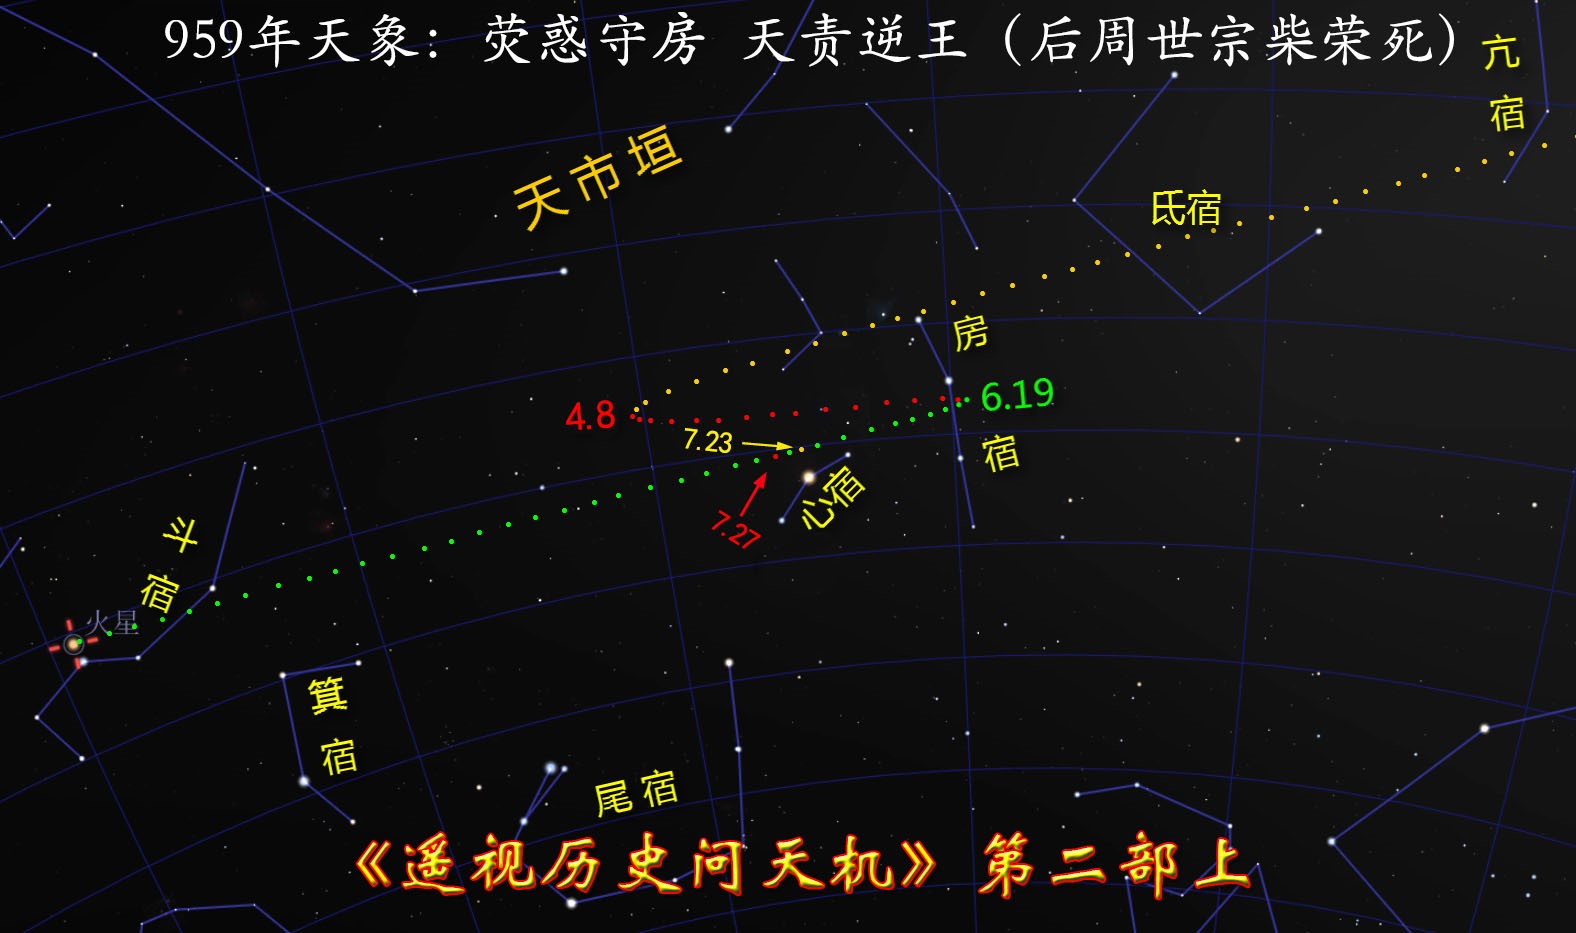 959年天象：荧惑守房 天责逆王（后周世宗柴荣死）
亢宿
天市垣
氐宿
房宿
4.8
6.19
7.23
7.27
心宿
斗宿
火星
箕宿
尾宿
《遥视历史问天机》第二部上